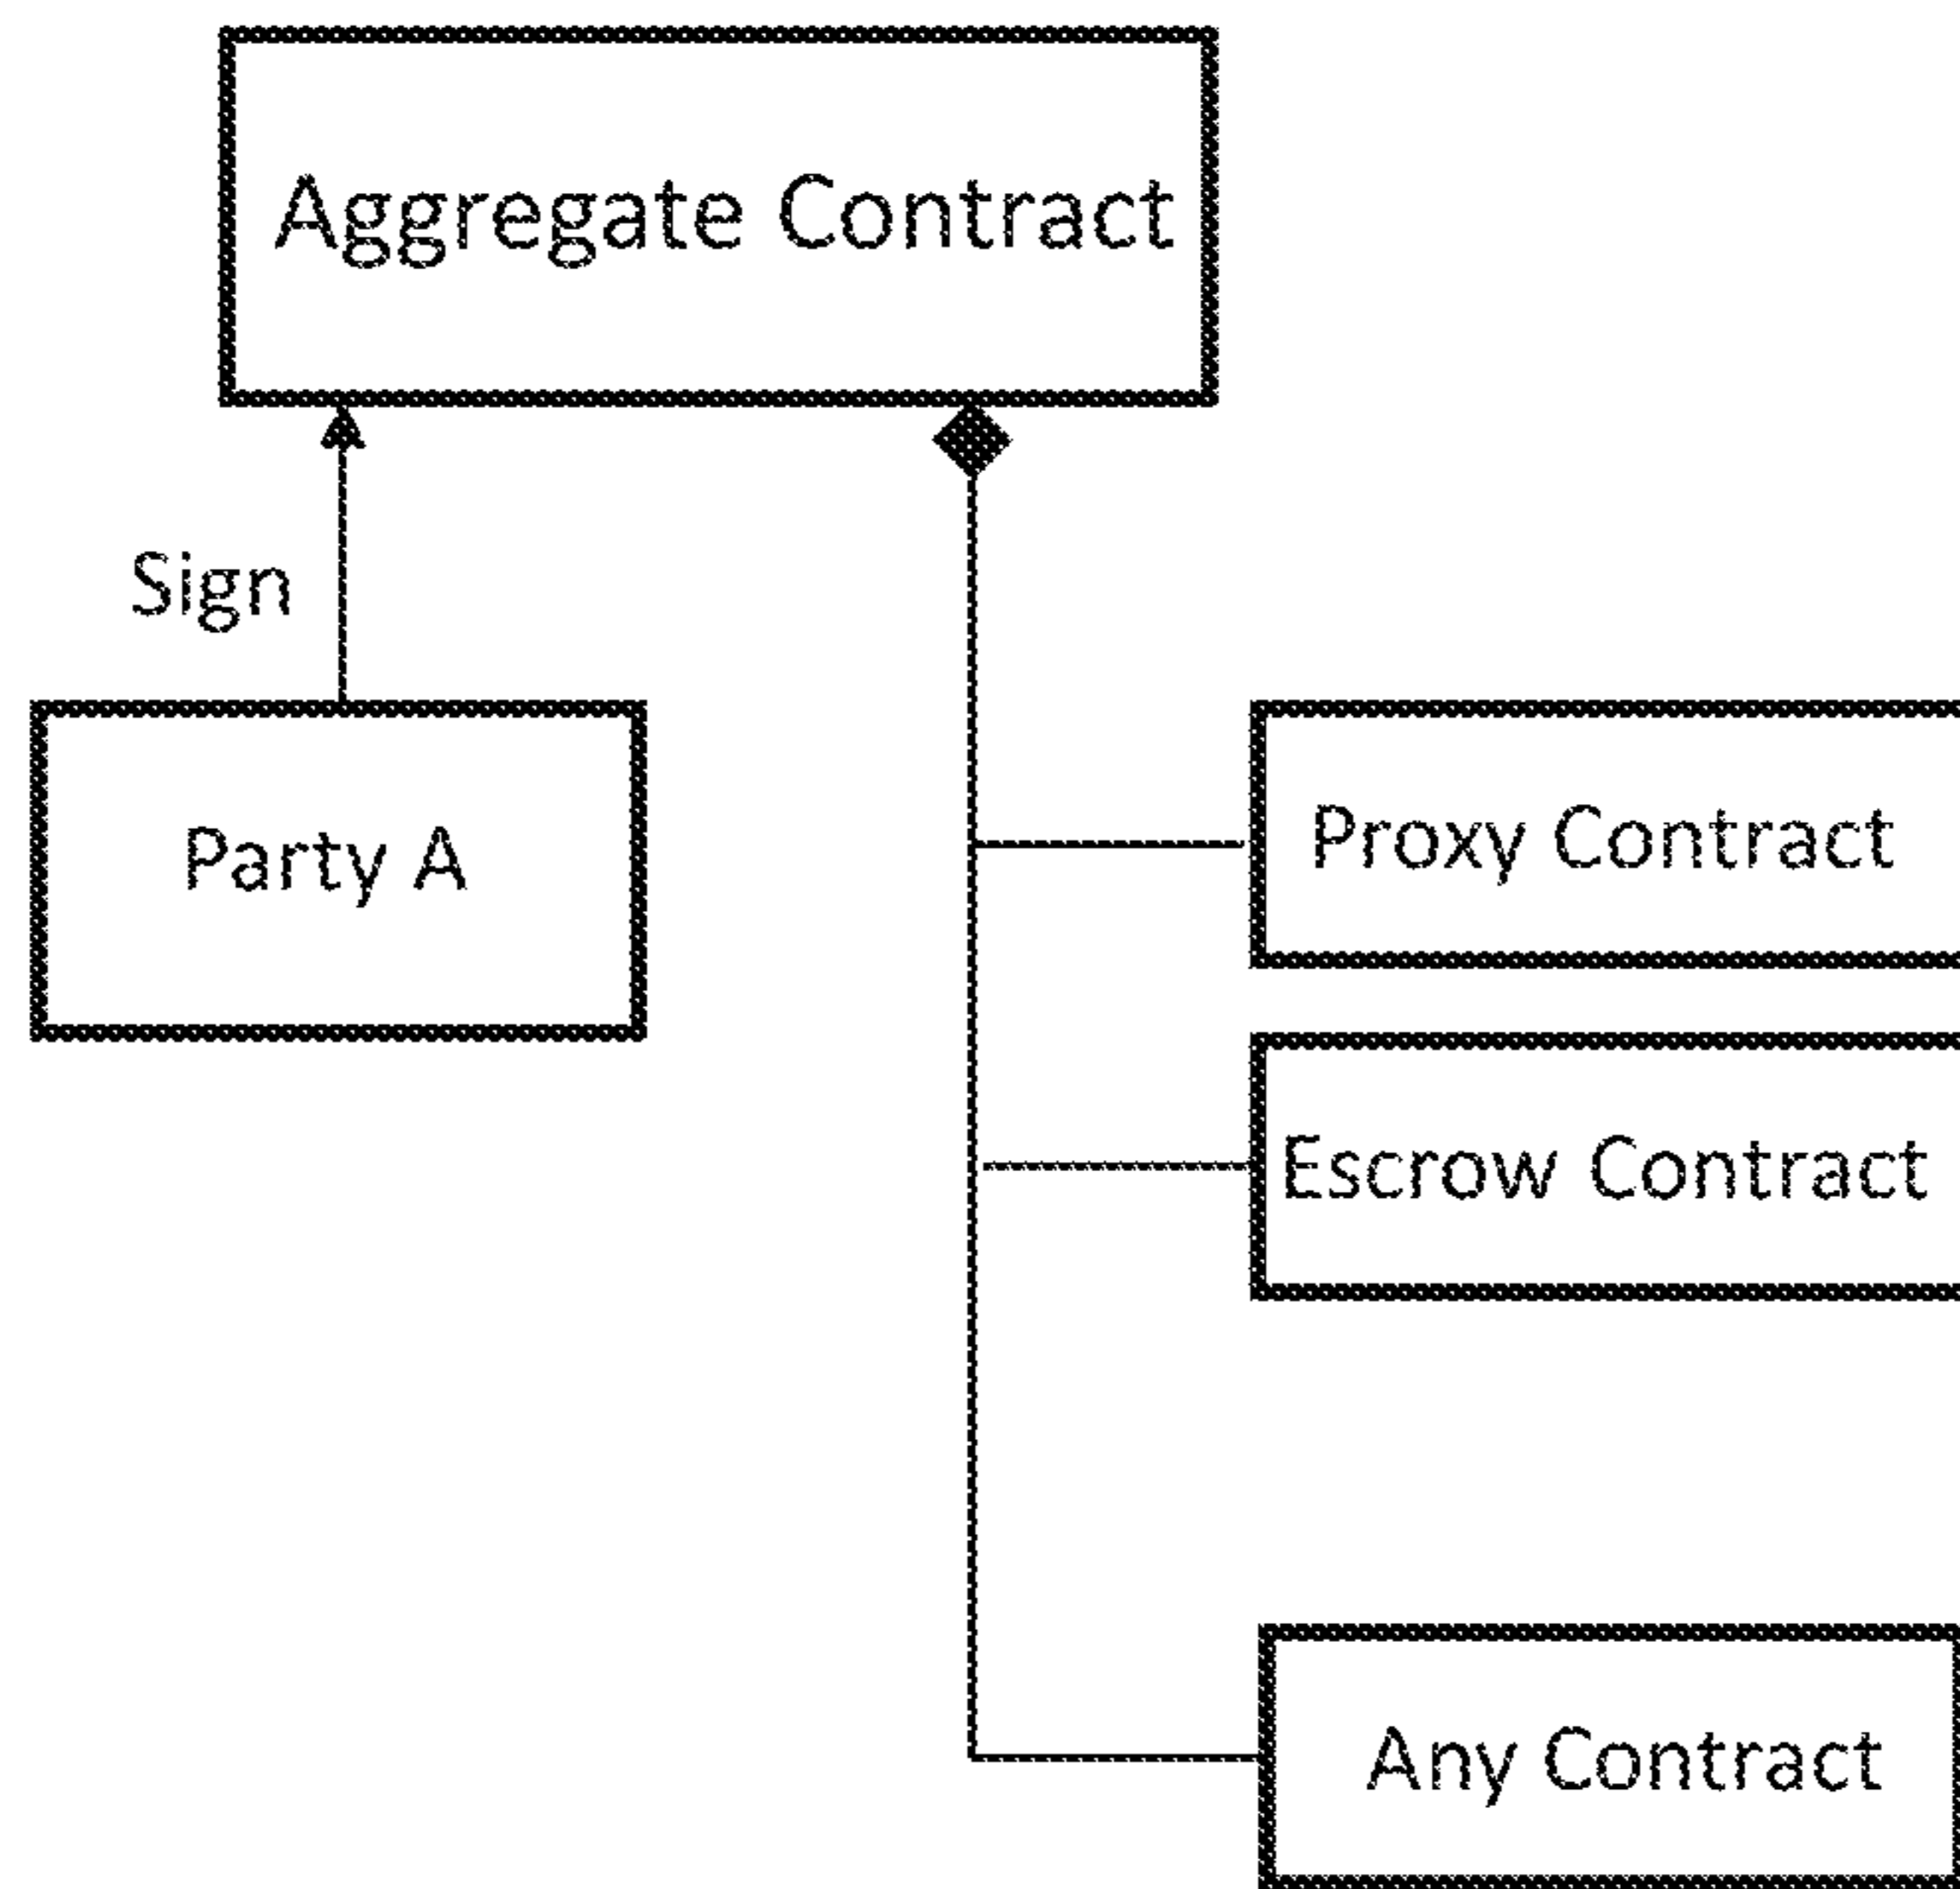 Aggregate Contract
Sign
Party A
Proxy Contract
Escrow Contract
Any Contract